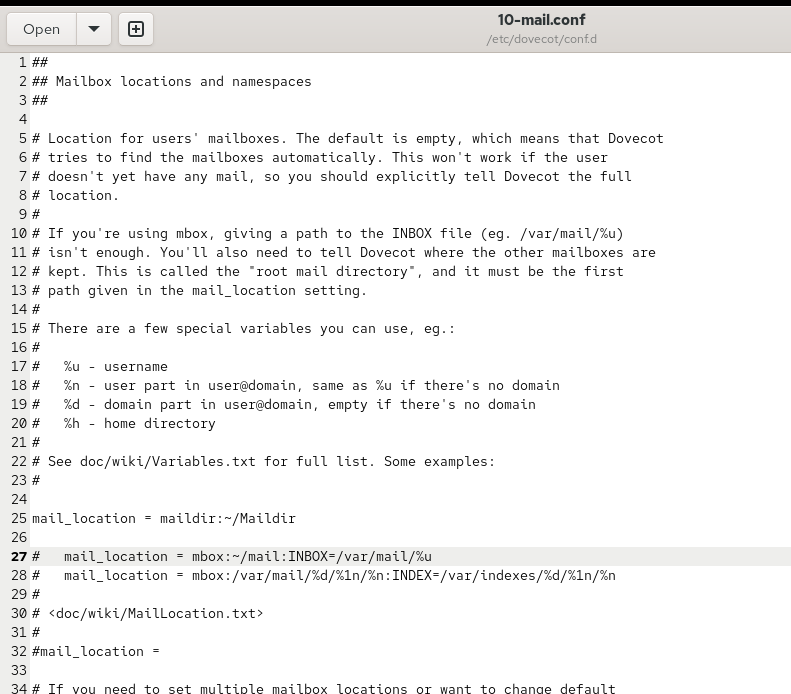 Open
10-mail.conf
/etc/dovecot/conf.d
1 ##
2 ## Mailbox locations and namespaces
3 ##
4
5 # Location for users' mailboxes. The default is empty, which means that Dovecot
6 # tries to find the mailboxes automatically. This won't work if the user
7 # doesn't yet have any mail, so you should explicitly tell Dovecot the full
8 # location.
9 #
10 # If you're using mbox, giving a path to the INBOX file (eg. /var/mail/%u)
11 # isn't enough. You'll also need to tell Dovecot where the other mailboxes are
12 # kept. This is called the "root mail directory", and it must be the first
13 # path given in the mail_location setting.
14 #
15 # There are a few special variables you can use, eg.:
16 #
17 #   %u - username
18 #   %n - user part in user@domain, same as %u if there's no domain
19 #   %d - domain part in user@domain, empty if there's no domain
20 #   %h - home directory
21 #
22 # See doc/wiki/Variables.txt for full list. Some examples:
23 #
24
25 mail_location = maildir:~/Maildir
26
27 #   mail_location = mbox:~/mail:INBOX=/var/mail/%u
28 #   mail_location = mbox:/var/mail/%d/%1n/%n:INDEX=/var/indexes/%d/%1n/%n
29 #
30 # <doc/wiki/MailLocation.txt>
31 #
32 #mail_location =
33
34 # If you need to set multiple mailbox locations or want to change default